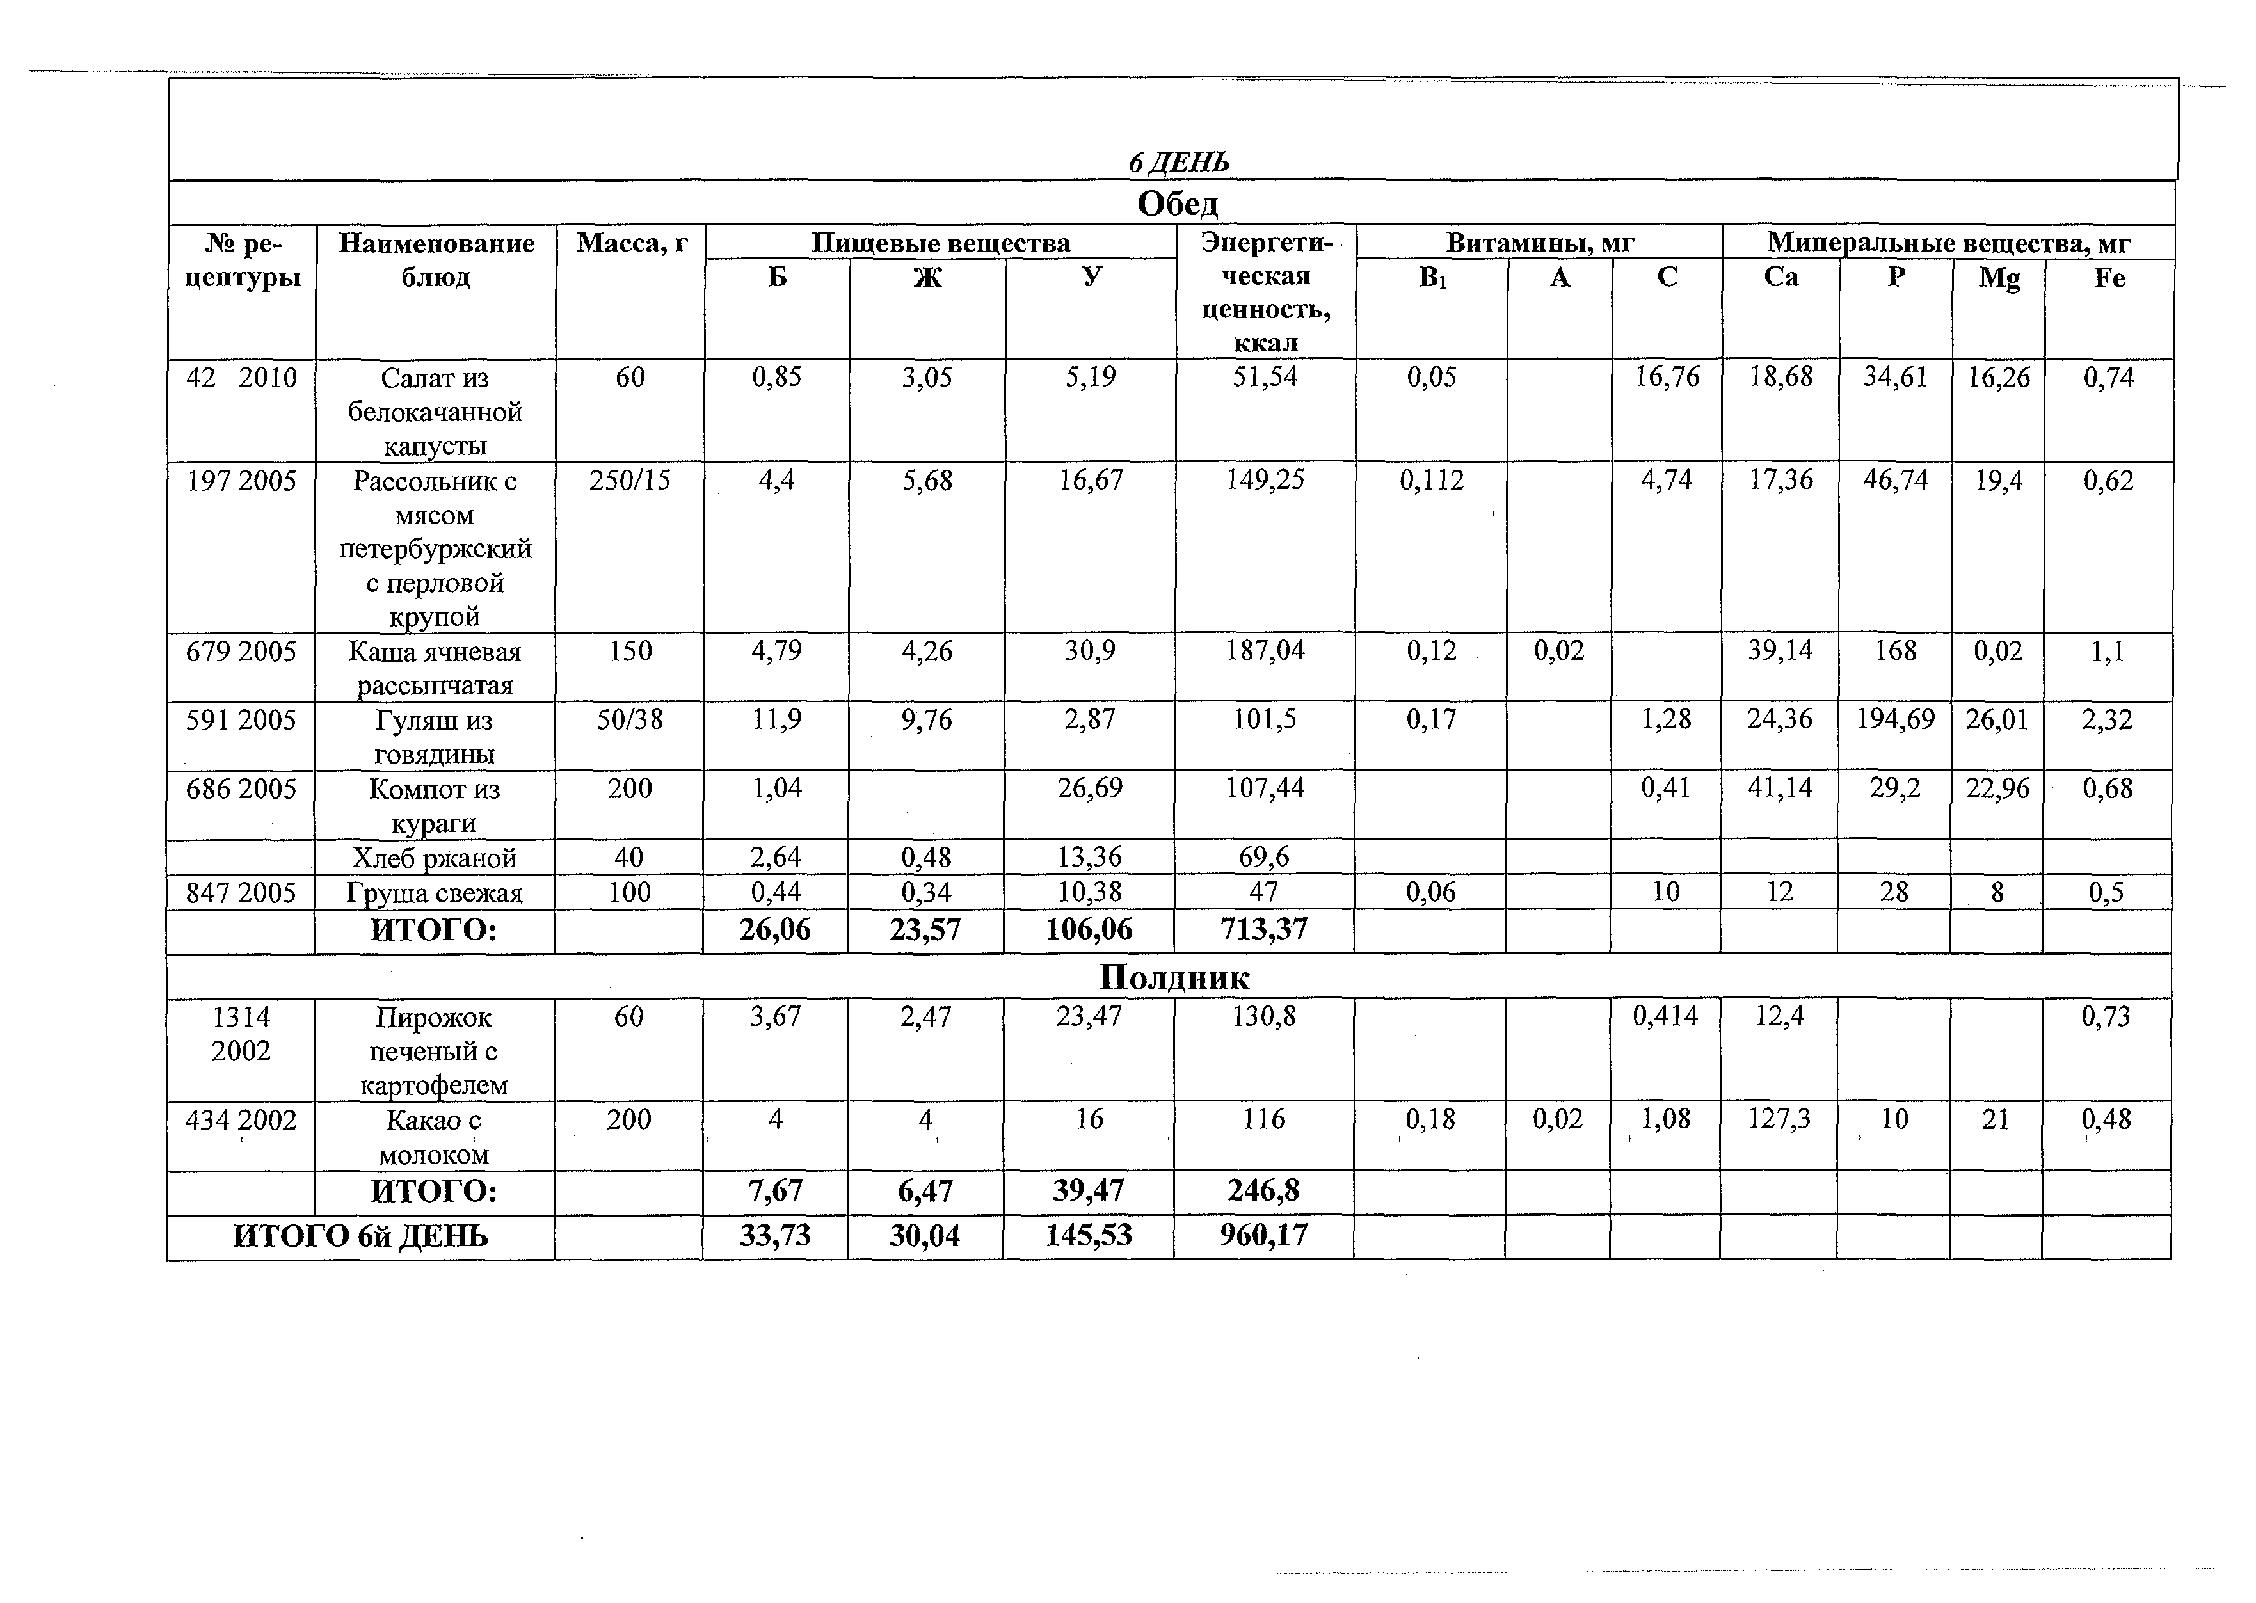 6 ДЕНЬ
Обед
№ ре- Наименование Масса, г Пищевые вещества Энергети- Витамины, мг Минеральные вещества, мг
цептуры блюд Б Ж У ческая B1 А С Ca P Mg Fe
ценность,
ккал
42 2010 Салат из 60 0,85 3,05 5,19 51,54 0,05 16,76 18,68 34,61 16,26 0,74
белокачанной
капусты
197 2005 Рассольник с 250/15 4,4 5,68 16,67 149,25 0,112 4,74 17,36 46,74 19,4 0,62
мясом
петербуржский
с перловой
крупой
679 2005 Каша ячневая 150 4,79 4,26 30,9 187,04 0,12 0,02 39,14 168 0,02 1,1
рассыпчатая
591 2005 Гуляш из 50/38 11,9 9,76 2,87 101,5 0,17 1,28 24,36 194,69 26,01 2,32
говядины
686 2005 Компот из 200 1,04 26,69 107,44 0,41 41,14 29,2 22,96 0,68
кураги
Хлеб ржаной 40 2,64 0,48 13,36 69,6
847 2005 Груша свежая 100 0,44 0,34 10,38 47 0,06 10 12 28 8 0,5
ИТОГО: 26,06 23,57 106,06 713,37
Полдник
1314 Пирожок 60 3,67 2,47 23,47 130,8 0,414 12,4 0,73
2002 печеный с
картофелем
434 2002 Какао с 200 4 4 16 116 0,18 0,02 1,08 127,3 10 21 0,48
молоком
ИТОГО: 7,67 6,47 39,47 246,8
ИТОГО 6й ДЕНЬ 33,73 30,04 145,53 960,17